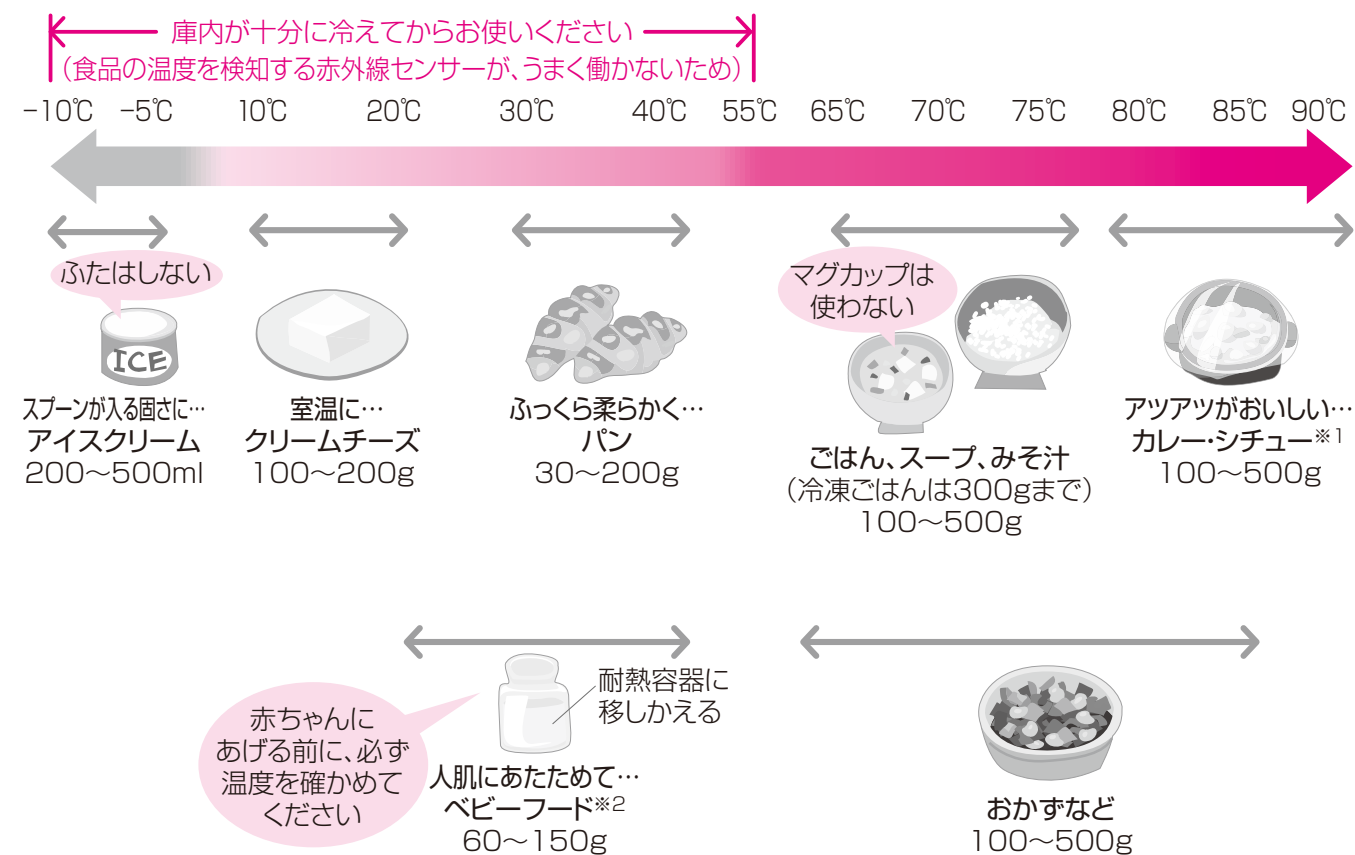 庫内が十分に冷えてからお使いください
（食品の温度を検知する赤外線センサーが、うまく働かないため）
−10℃ −5℃ 10℃ 20℃ 30℃ 40℃ 55℃ 65℃ 70℃ 75℃ 80℃ 85℃ 90℃
ふたはしない
ICE
スプーンが入る固さに…
アイスクリーム
200〜500ml
室温に…
クリームチーズ
100〜200g
ふっくら柔らかく…
パン
30〜200g
マグカップは
使わない
ごはん、スープ、みそ汁
（冷凍ごはんは300gまで）
100〜500g
アツアツがおいしい…
カレー・シチュー※1
100〜500g
赤ちゃんに
あげる前に、必ず
温度を確かめて
ください
耐熱容器に
移しかえる
人肌にあたためて…
ベビーフード※2
60〜150g
おかずなど
100〜500g